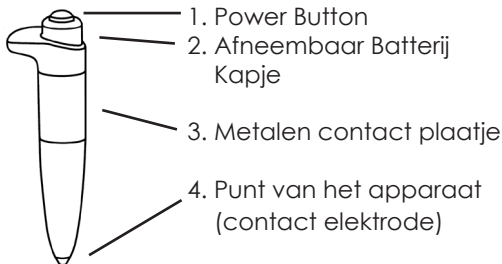 1. Power Button
2. Afneembaar Batterij
Kapje
3. Metalen contact plaatje
4. Punt van het apparaat
(contact elektrode)